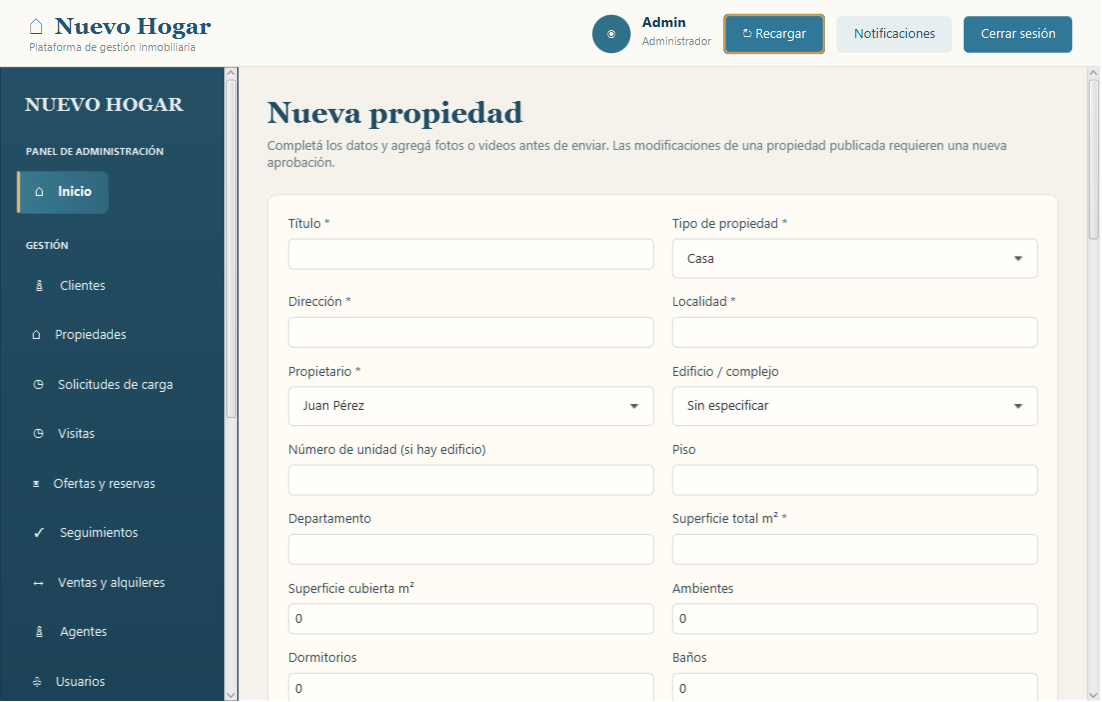 Nuevo Hogar
Plataforma de gestión inmobiliaria
Admin
Administrador
↻ Recargar
Notificaciones
Cerrar sesión
NUEVO HOGAR
PANEL DE ADMINISTRACIÓN
Inicio
GESTIÓN
Clientes
Propiedades
Solicitudes de carga
Visitas
Ofertas y reservas
Seguimientos
Ventas y alquileres
Agentes
Usuarios
Nueva propiedad
Completá los datos y agregá fotos o videos antes de enviar. Las modificaciones de una propiedad publicada requieren una nueva
aprobación.
Título *
Tipo de propiedad *
Casa
Dirección *
Localidad *
Propietario *
Edificio / complejo
Juan Pérez
Sin especificar
Número de unidad (si hay edificio)
Piso
Departamento
Superficie total m² *
Superficie cubierta m²
Ambientes
0
0
Dormitorios
Baños
0
0